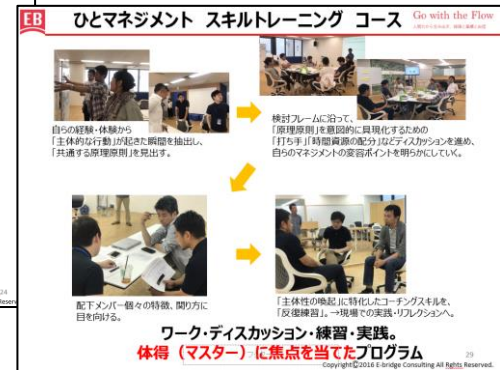 EB
ひとマネジメント スキルトレーニング コース
Go with the Flow
自らの経験・体験から
「主体的な行動」が起きた瞬間を抽出し、
「共通する原理原則」を見出す。
検討フレームに沿って、
「原理原則」を意図的に具現化するための
「打ち手」「時間資源の配分」などディスカッションを進め、
自らのマネジメントの変容ポイントを明らかにしていく。
配下メンバー個々の特徴、関り方に
目を向ける。
「主体性の喚起」に特化したコーチングスキルを、
「反復練習」。→現場での実践・リフレクションへ。
ワーク・ディスカッション・練習・実践。
体得（マスター）に焦点を当てたプログラム
24
29
Copyright©2016 E-bridge Consulting All Rights Reserved.